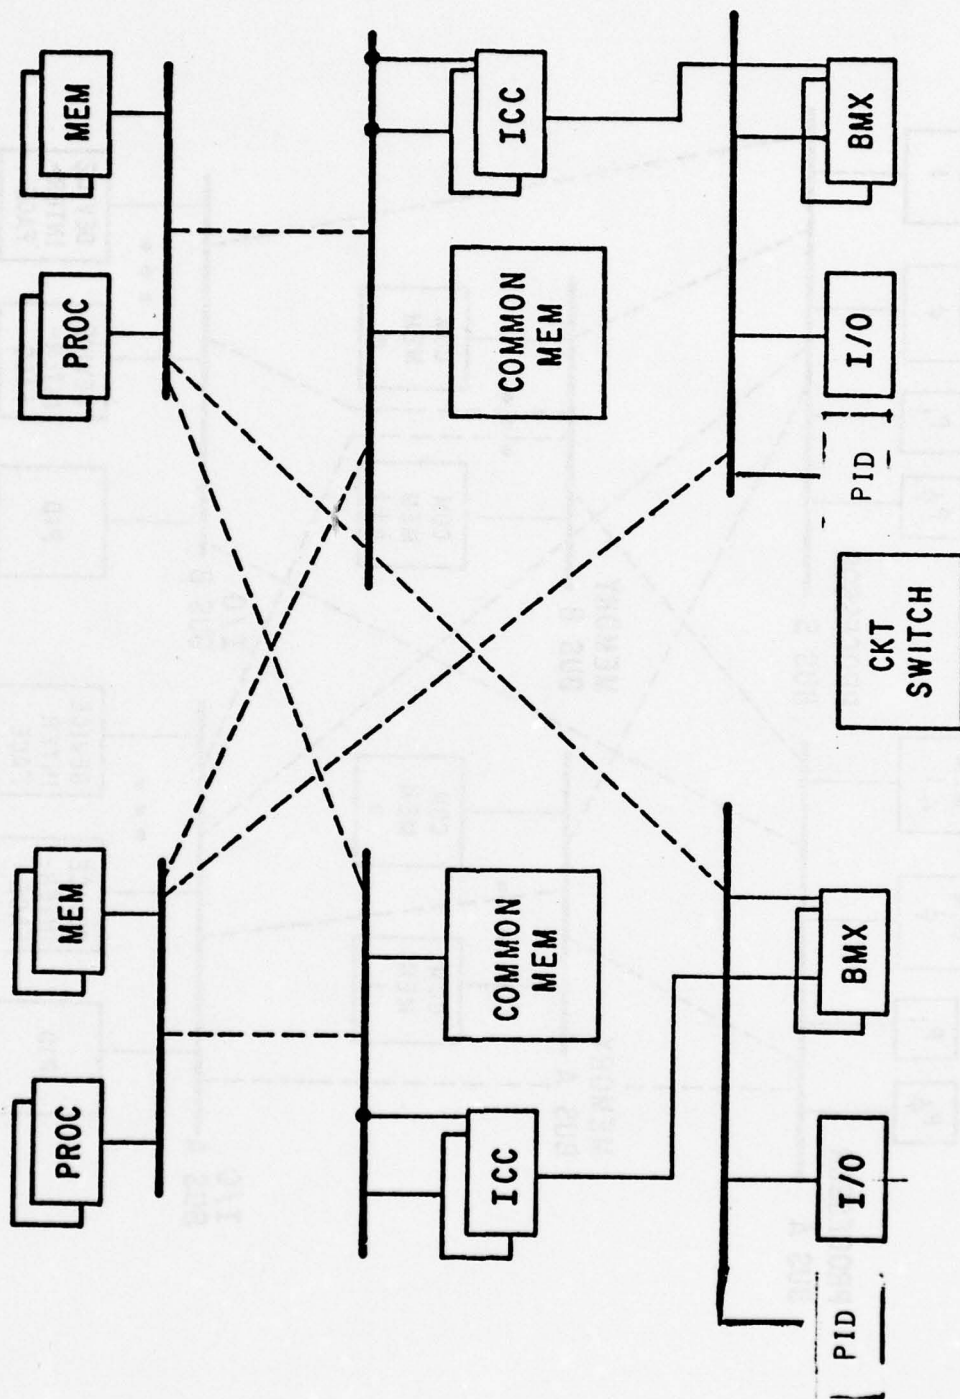 PROC
MEM
PROC
MEM
ICC
COMMON
MEM
COMMON
MEM
ICC
PID
I/O
BMX
CKT
SWITCH
PID
I/O
BMX